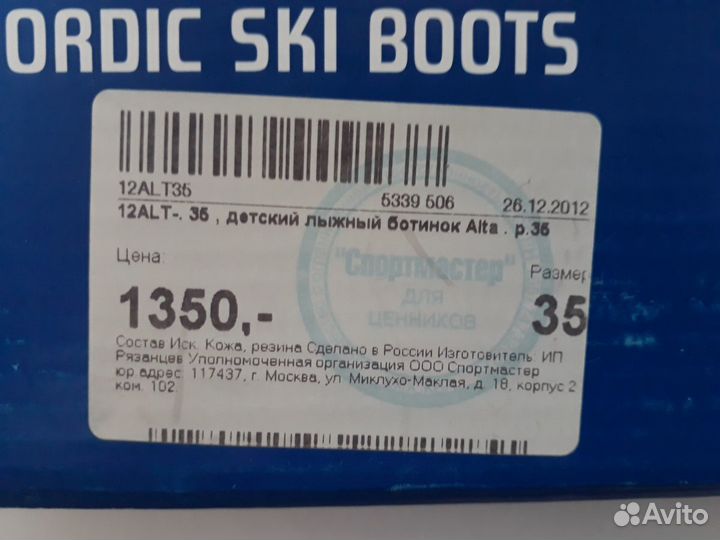 ORDIC SKI BOOTS
12ALT35
5339 506
26.12.2012
12ALT-. 35 , детский лыжный ботинок Alta . р.35
Цена:
"Спортмастер"
Размер
1350,-
ДЛЯ
ЦЕННИКОВ
35
Состав Иск. Кожа, резина Сделано в России Изготовитель: ИП
Рязанцев Уполномоченная организация ООО Спортмастер
юр.адрес: 117437, г. Москва, ул. Миклухо-Маклая, д. 18, корпус 2
ком. 102.
Avito